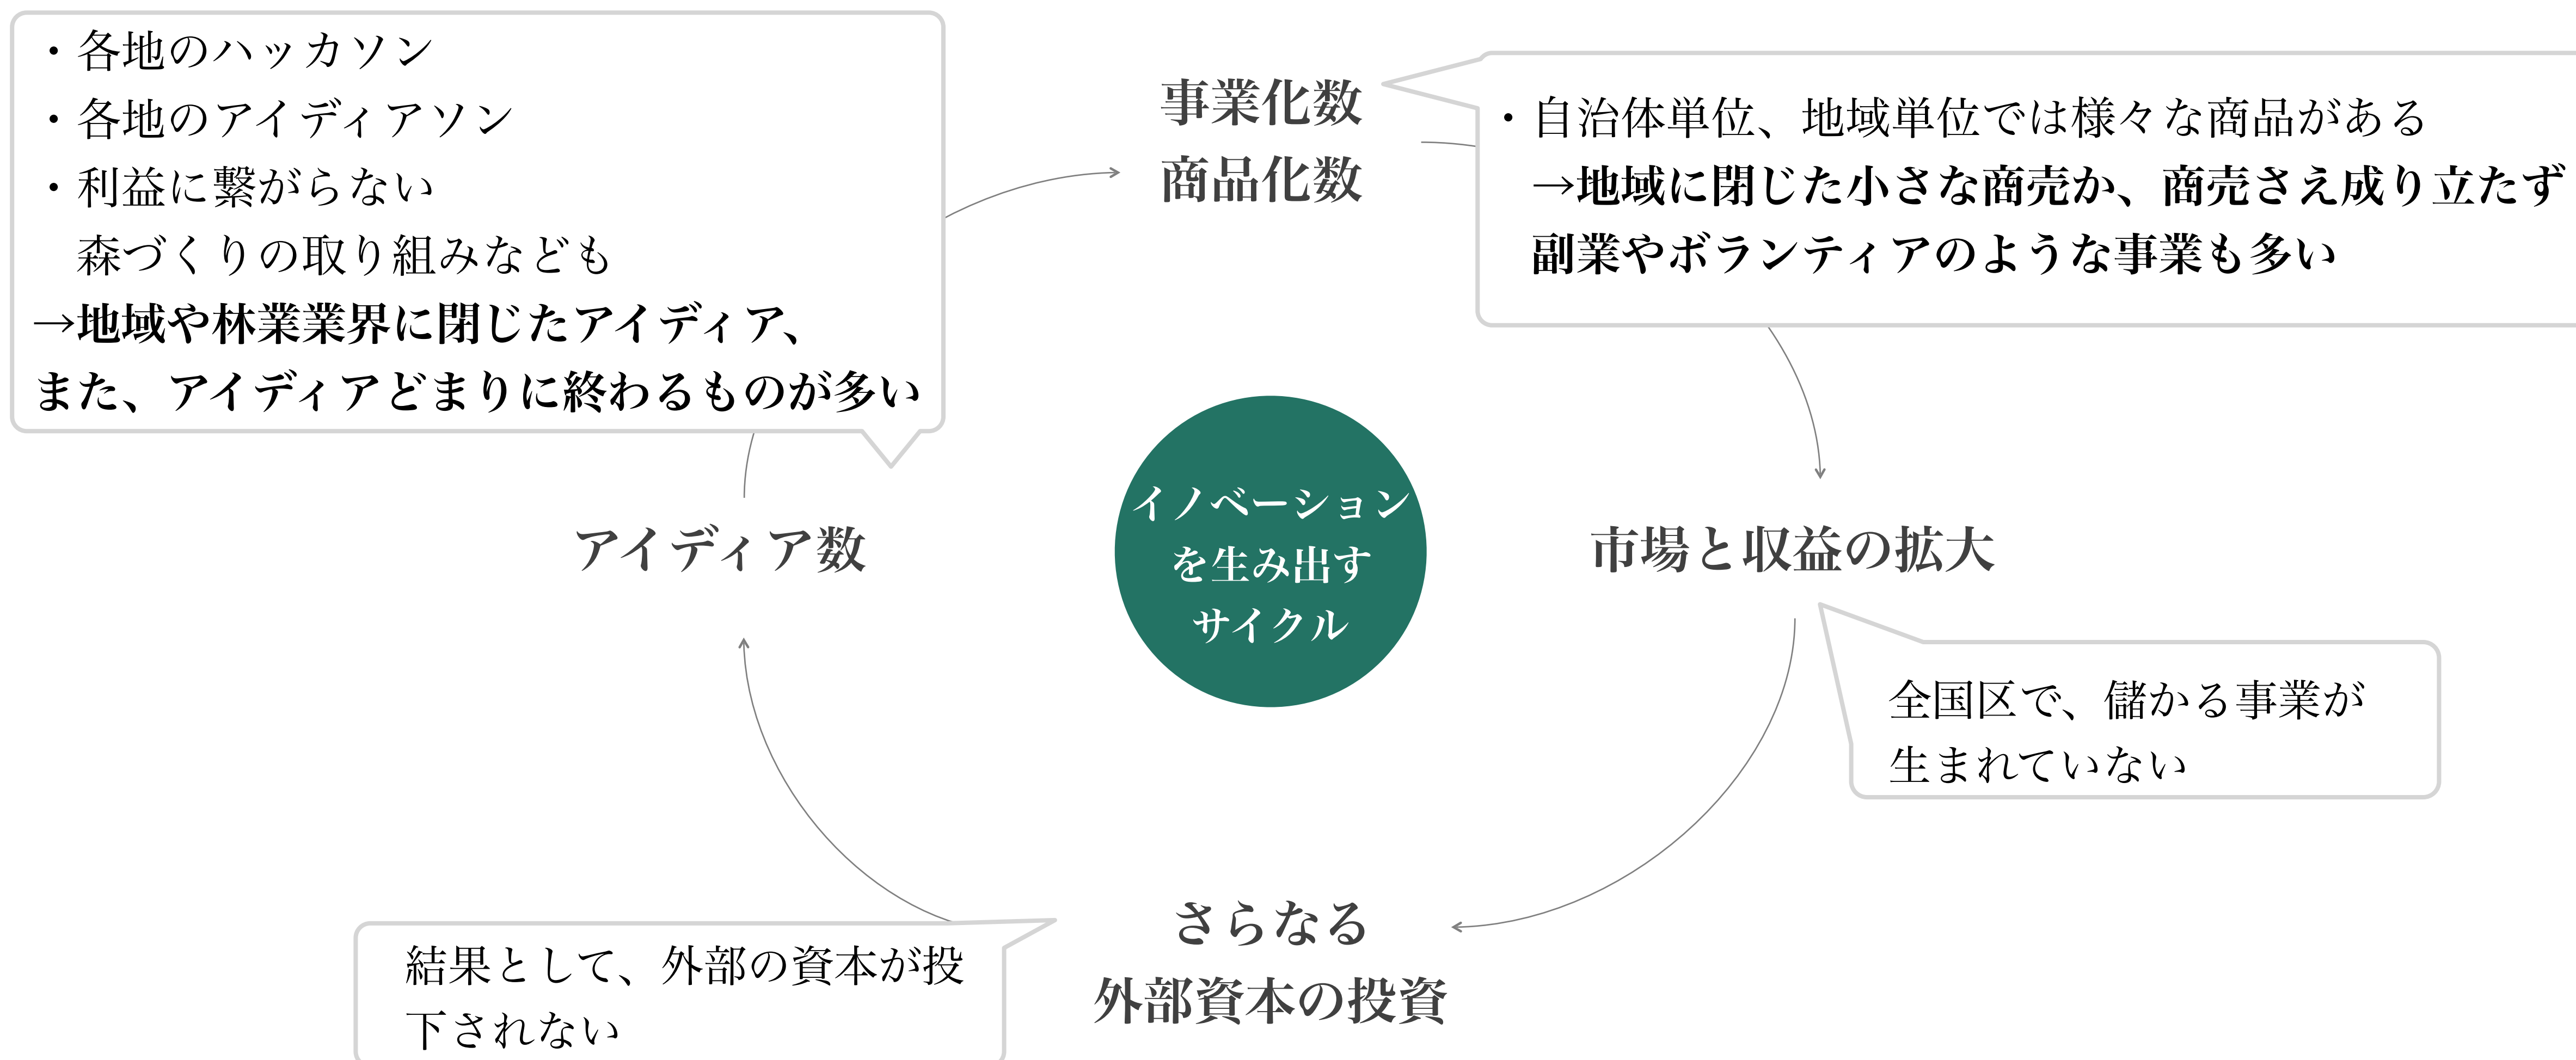 ・各地のハッカソン
・各地のアイディアソン
・利益に繋がらない
森づくりの取り組みなども
→地域や林業業界に閉じたアイディア、
また、アイディアどまりに終わるものが多い
事業化数
商品化数
・自治体単位、地域単位では様々な商品がある
→地域に閉じた小さな商売か、商売さえ成り立たず
副業やボランティアのような事業も多い
アイディア数
イノベーション
を生み出す
サイクル
市場と収益の拡大
全国区で、儲かる事業が
生まれていない
さらなる
外部資本の投資
結果として、外部の資本が投
下されない